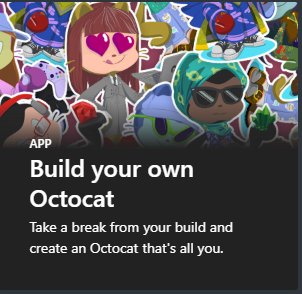 APP
Build your own
Octocat
Take a break from your build and
create an Octocat that's all you.